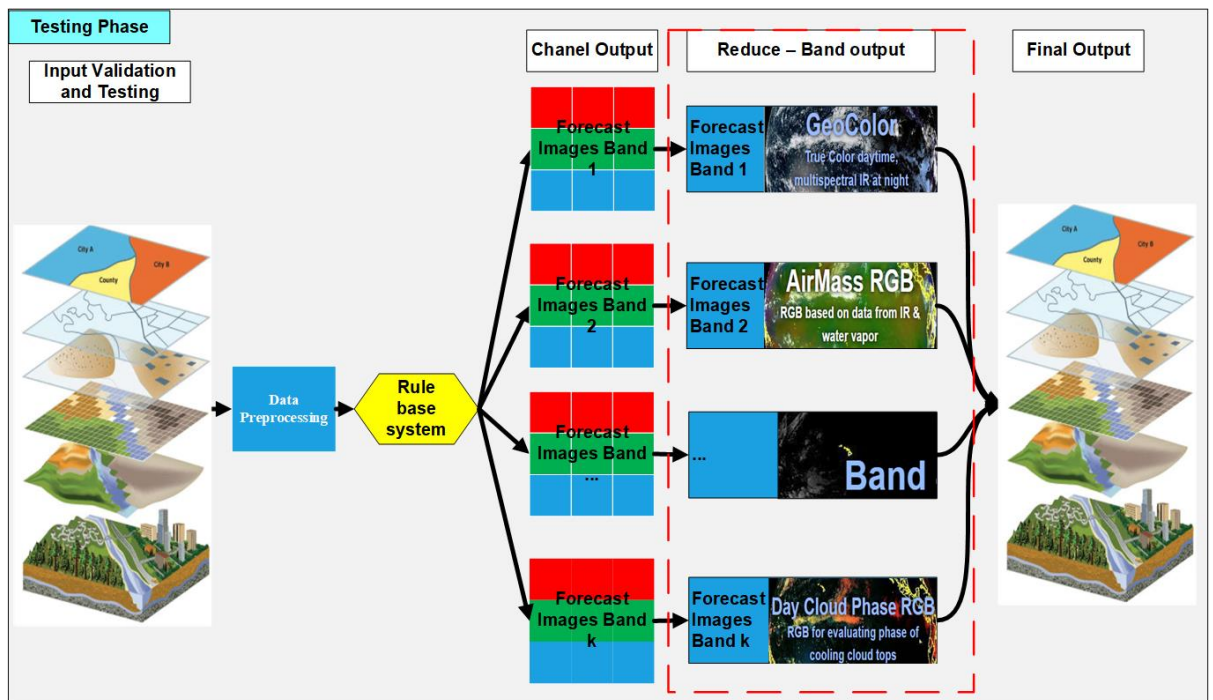 Testing Phase
Input Validation
and Testing
Chanel Output
Reduce – Band output
Final Output
City A
City B
County
Data
Preprocessing
Rule
base
system
Forecast
Images Band
1
Forecast
Images
Band 1
GeoColor
True Color daytime,
multispectral IR at night
Forecast
Images Band
2
Forecast
Images
Band 2
AirMass RGB
RGB based on data from IR &
water vapor
Forecast
Images Band
...
...
Band
Forecast
Images Band
k
Forecast
Images
Band k
Day Cloud Phase RGB
RGB for evaluating phase of
cooling cloud tops
City A
City B
County